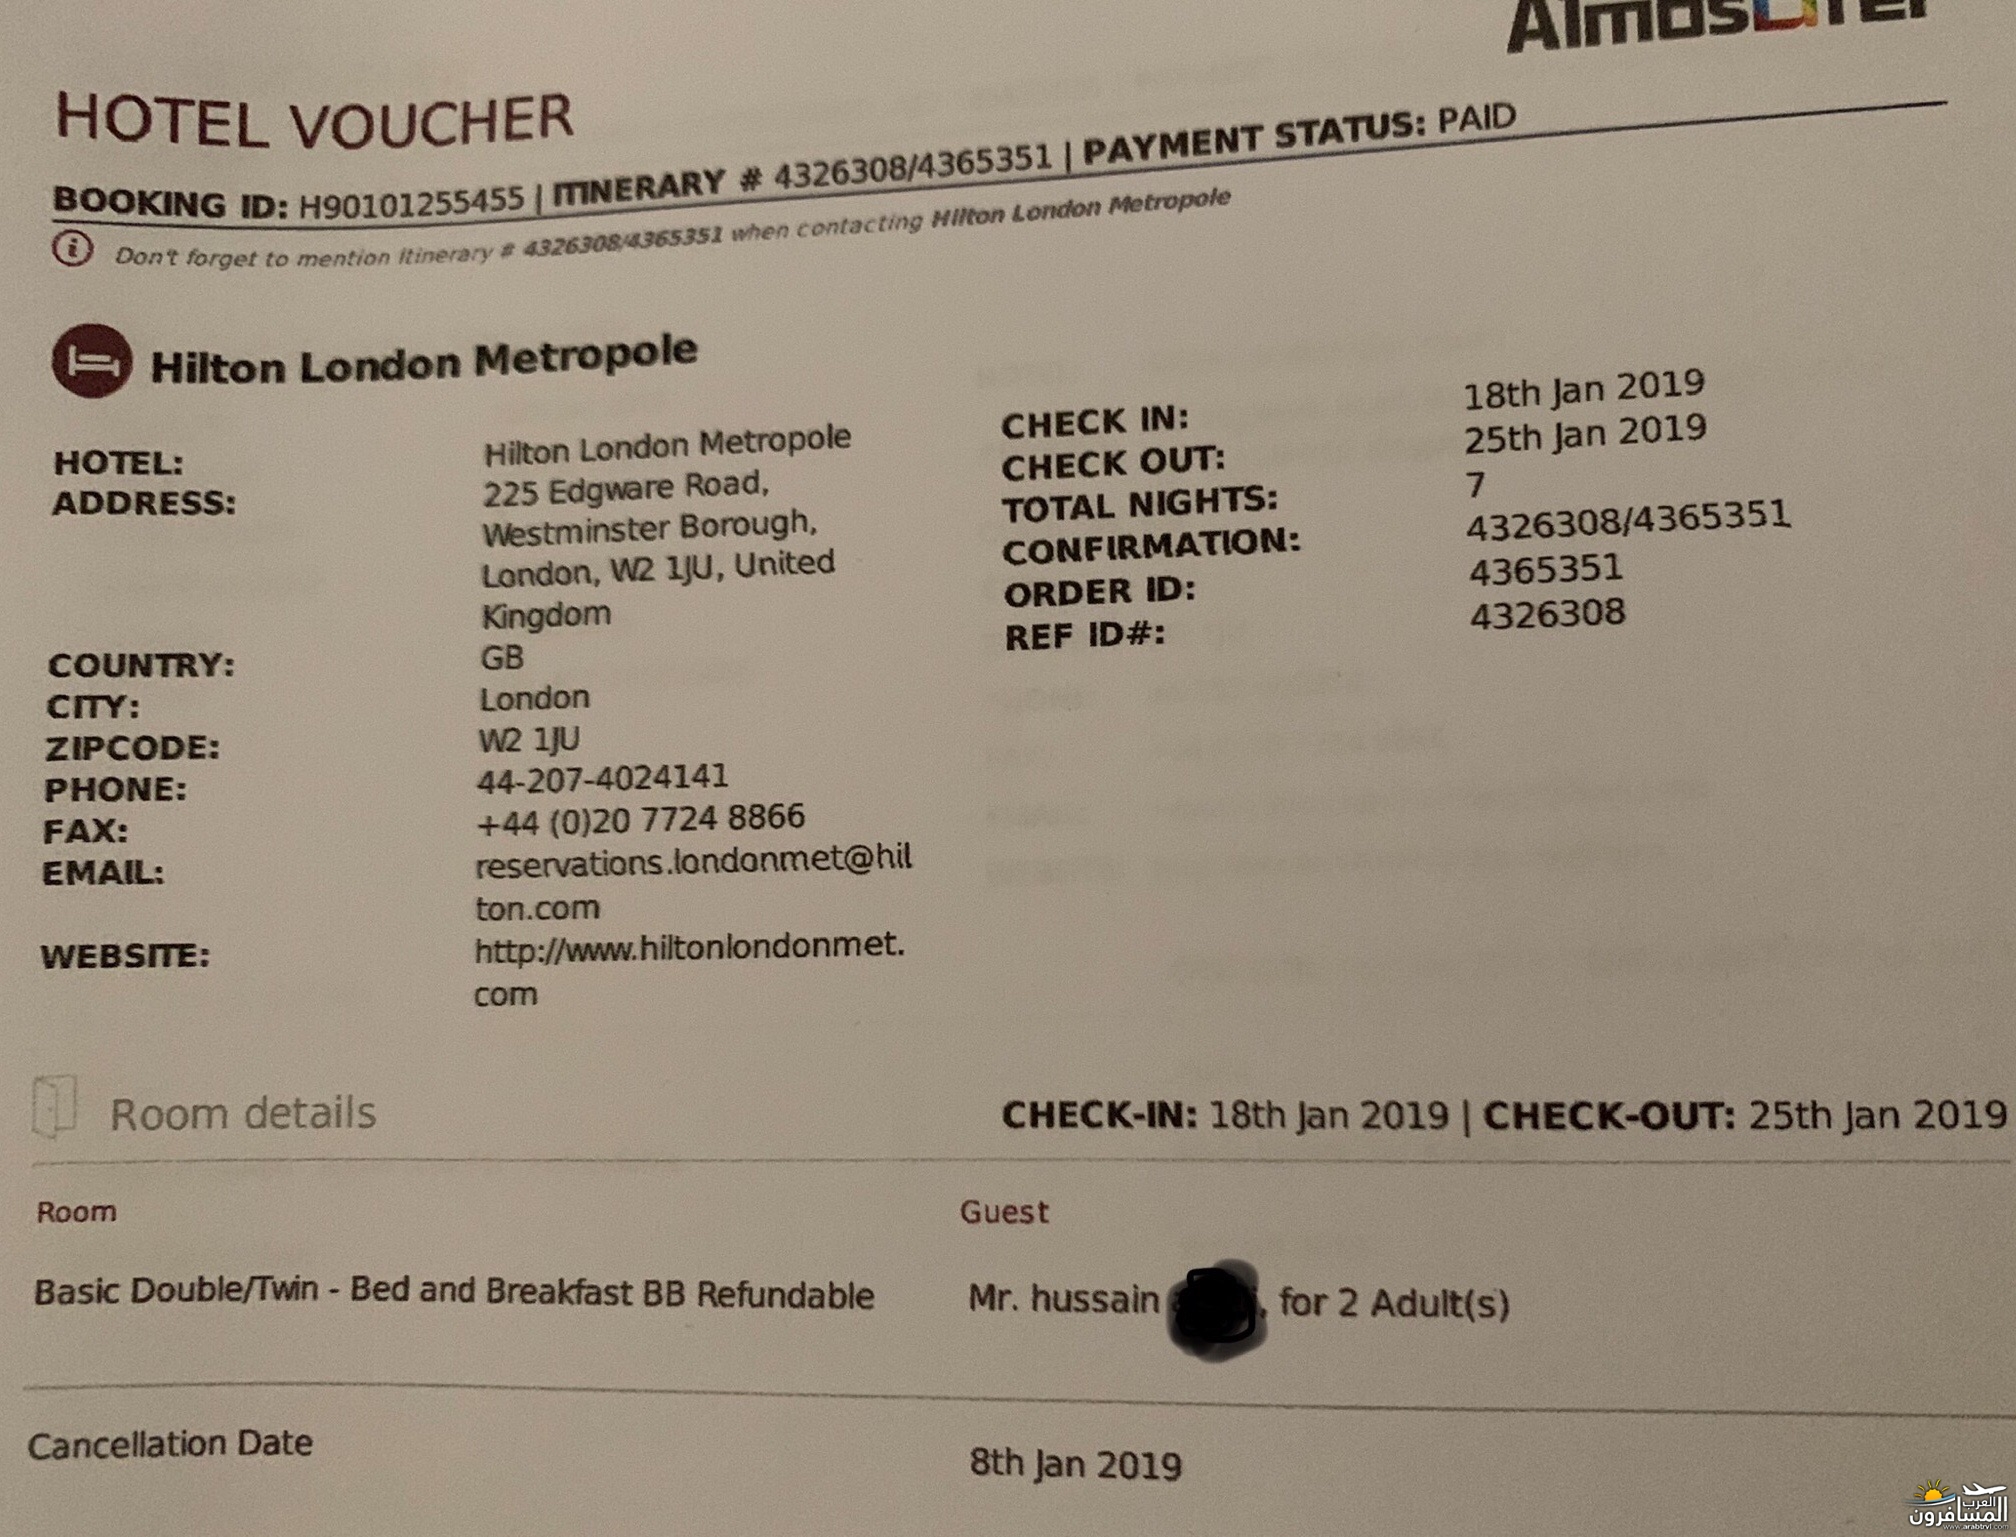 Almosafer
HOTEL VOUCHER
BOOKING ID: H90101255455 | ITINERARY # 4326308/4365351 | PAYMENT STATUS: PAID
Don't forget to mention Itinerary # 4326308/4365351 when contacting Hilton London Metropole
Hilton London Metropole
HOTEL: Hilton London Metropole
ADDRESS: 225 Edgware Road,
Westminster Borough,
London, W2 1JU, United
Kingdom
COUNTRY: GB
CITY: London
ZIPCODE: W2 1JU
PHONE: 44-207-4024141
FAX: +44 (0)20 7724 8866
EMAIL: reservations.londonmet@hil
ton.com
WEBSITE: http://www.hiltonlondonmet.
com
CHECK IN: 18th Jan 2019
CHECK OUT: 25th Jan 2019
TOTAL NIGHTS: 7
CONFIRMATION: 4326308/4365351
ORDER ID: 4365351
REF ID#: 4326308
Room details
CHECK-IN: 18th Jan 2019 | CHECK-OUT: 25th Jan 2019
Room Guest
Basic Double/Twin - Bed and Breakfast BB Refundable Mr. hussain , for 2 Adult(s)
Cancellation Date 8th Jan 2019
العرب
المسافرون
www.arabtrvl.com